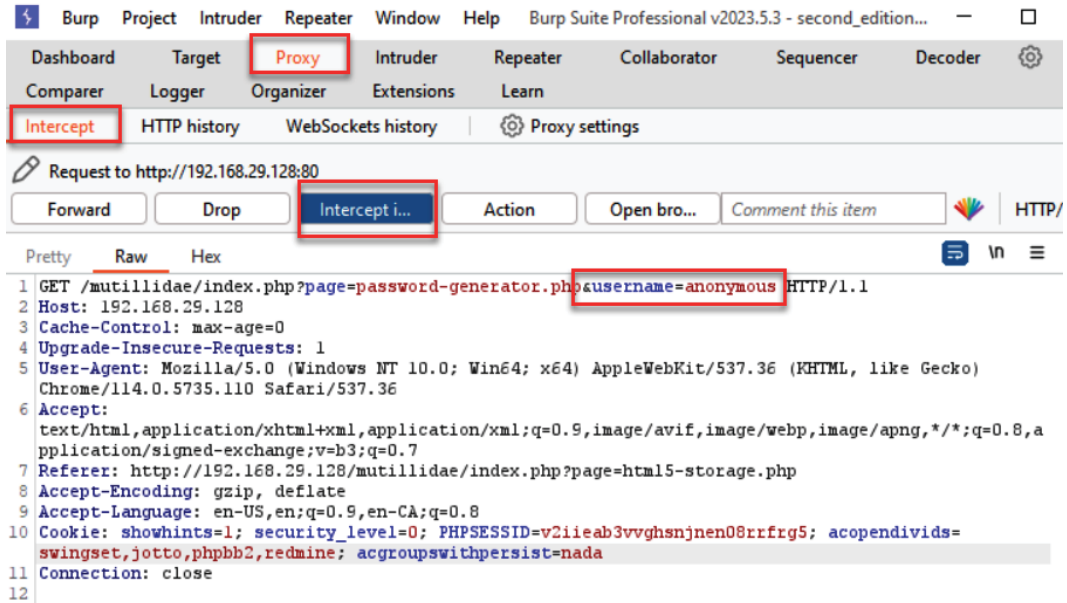 Burp Project Intruder Repeater Window Help Burp Suite Professional v2023.5.3 - second_edition...
Dashboard Target Proxy Intruder Repeater Collaborator Sequencer Decoder
Comparer Logger Organizer Extensions Learn
Intercept HTTP history WebSockets history Proxy settings
Request to http://192.168.29.128:80
Forward Drop Intercept i... Action Open bro... Comment this item HTTP/
Pretty Raw Hex \n
1 GET /mutillidae/index.php?page=password-generator.php&username=anonymous HTTP/1.1
2 Host: 192.168.29.128
3 Cache-Control: max-age=0
4 Upgrade-Insecure-Requests: 1
5 User-Agent: Mozilla/5.0 (Windows NT 10.0; Win64; x64) AppleWebKit/537.36 (KHTML, like Gecko)
Chrome/114.0.5735.110 Safari/537.36
6 Accept:
text/html,application/xhtml+xml,application/xml;q=0.9,image/avif,image/webp,image/apng,*/*;q=0.8,a
pplication/signed-exchange;v=b3;q=0.7
7 Referer: http://192.168.29.128/mutillidae/index.php?page=html5-storage.php
8 Accept-Encoding: gzip, deflate
9 Accept-Language: en-US,en;q=0.9,en-CA;q=0.8
10 Cookie: showhints=1; security_level=0; PHPSESSID=v2iieab3vvghsnjnen08rrfrg5; acopendivids=
swingset,jotto,phpbb2,redmine; acgroupswithpersist=nada
11 Connection: close
12